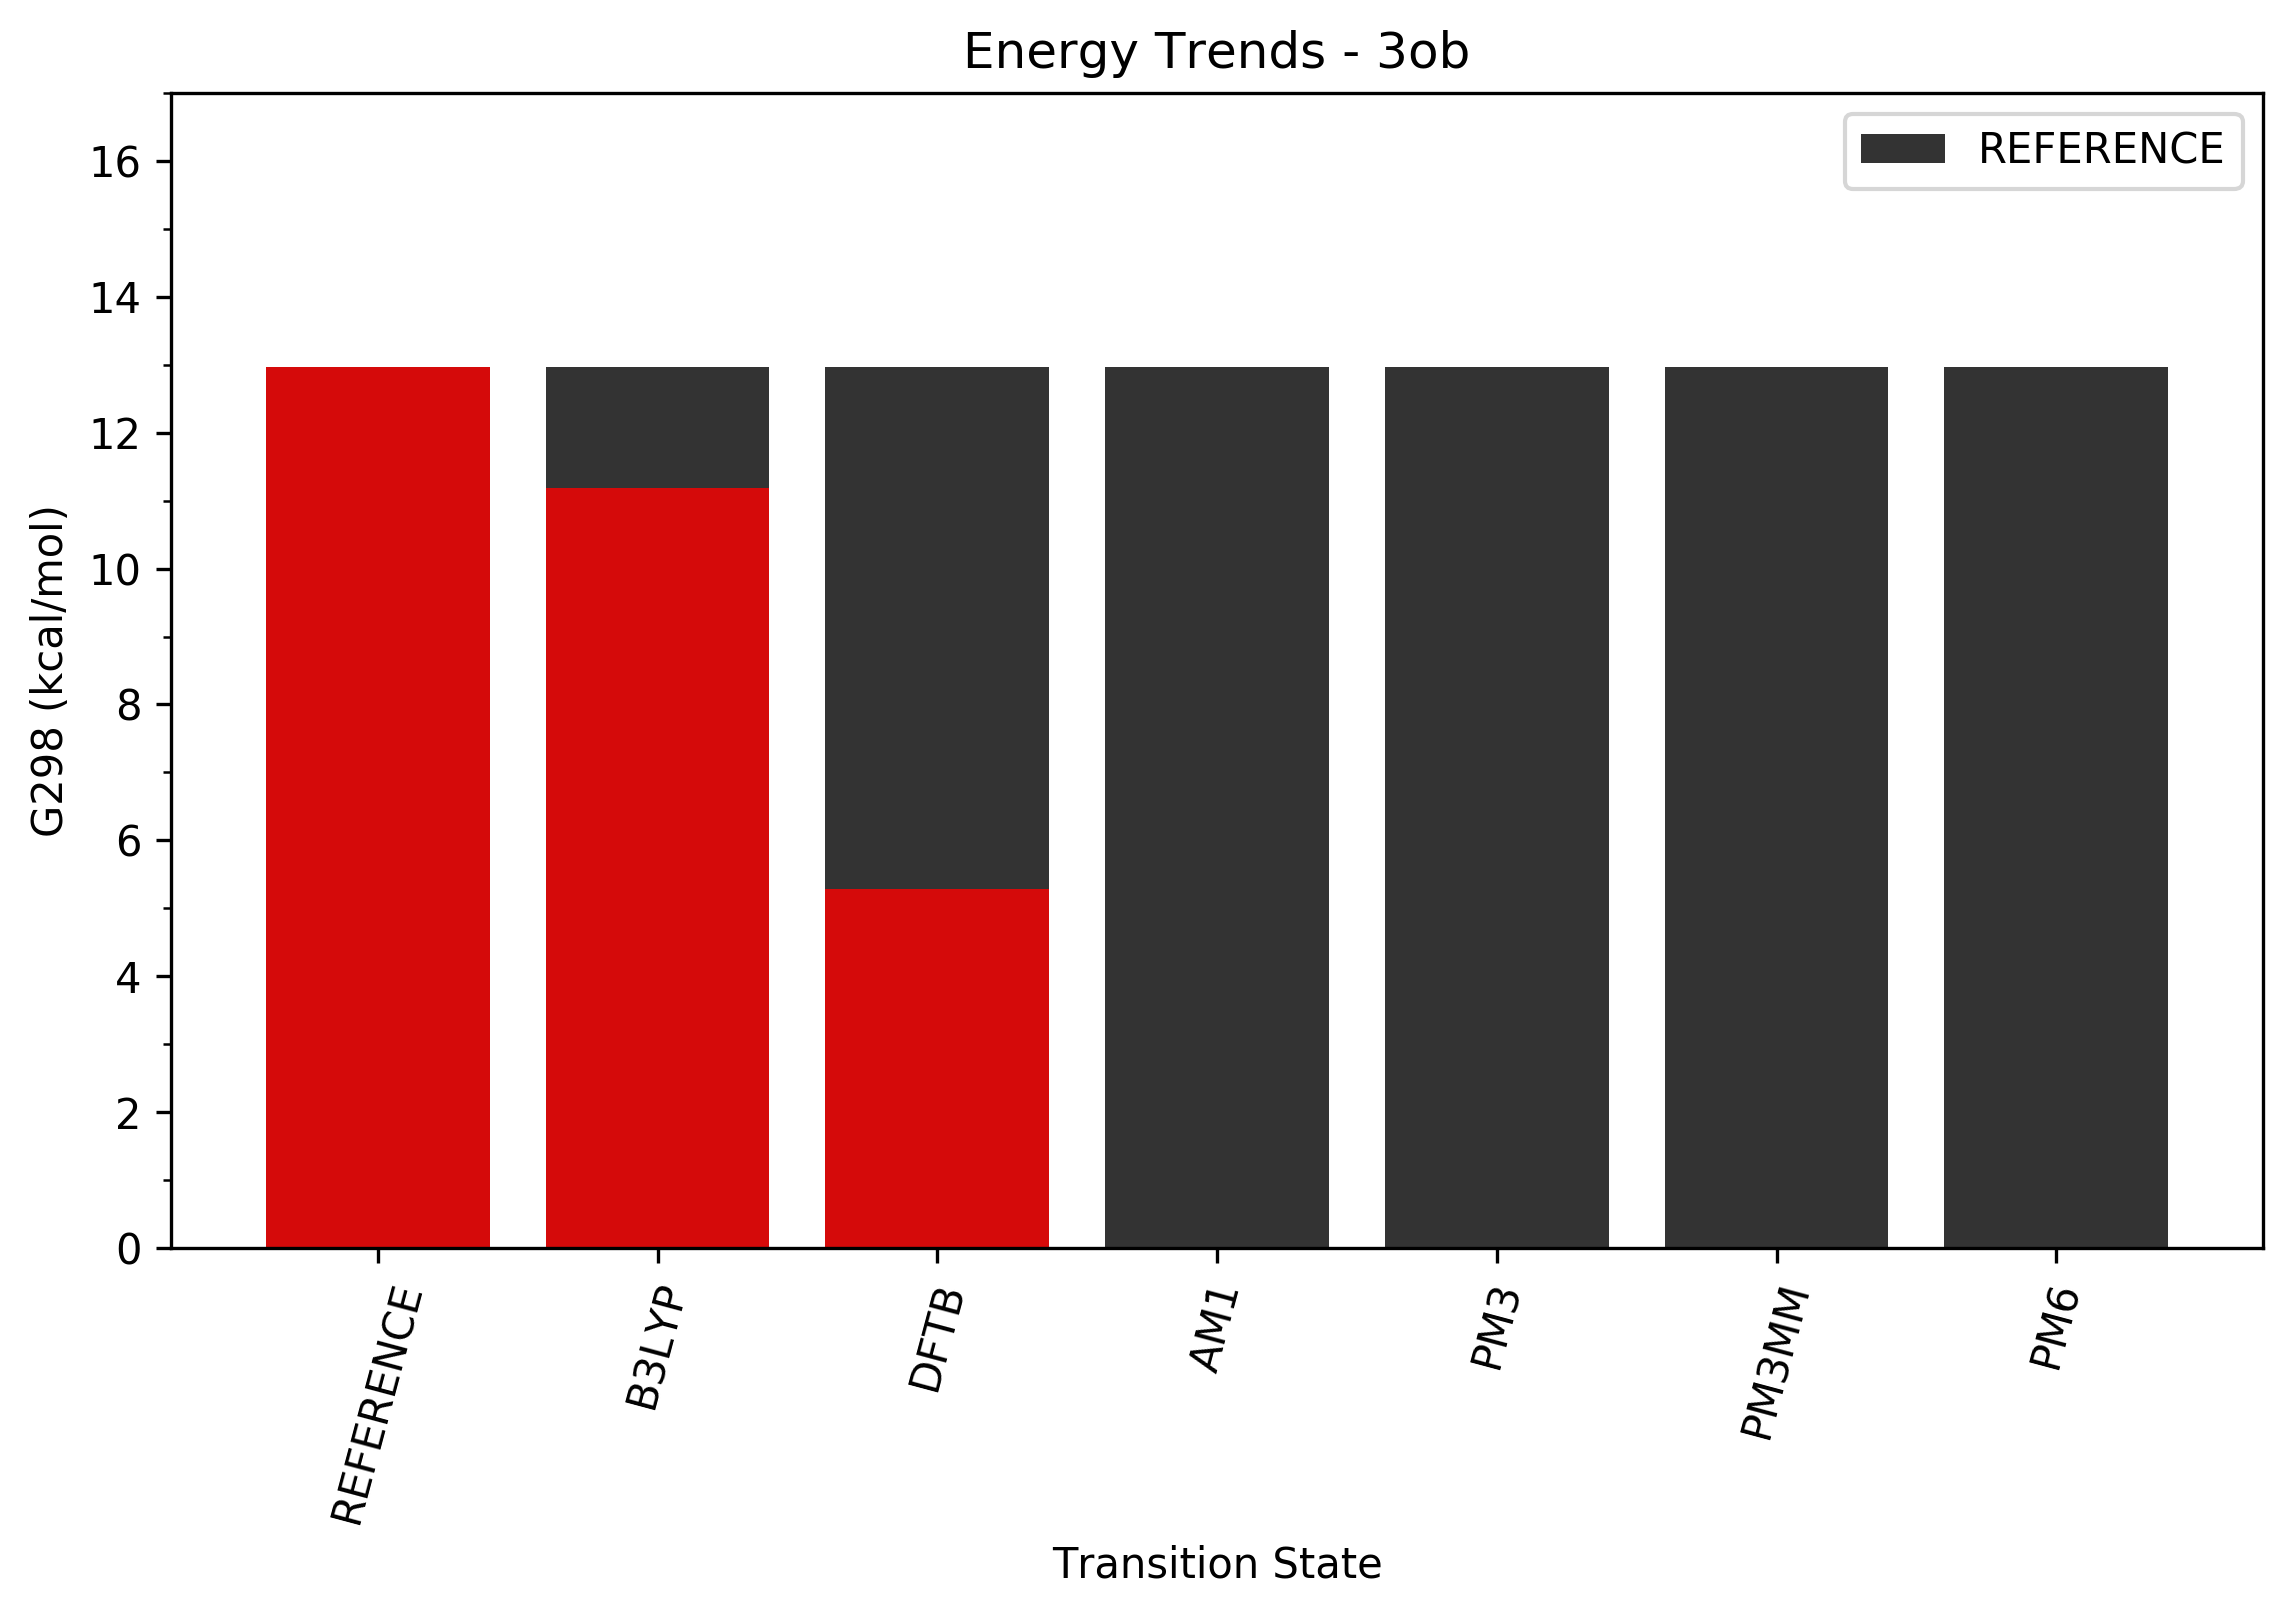 Energy Trends - 3ob
REFERENCE
16
14
12
10
8
6
4
2
0
G298 (kcal/mol)
REFERENCE
B3LYP
DFTB
AM1
PM3
PM3MM
PM6
Transition State